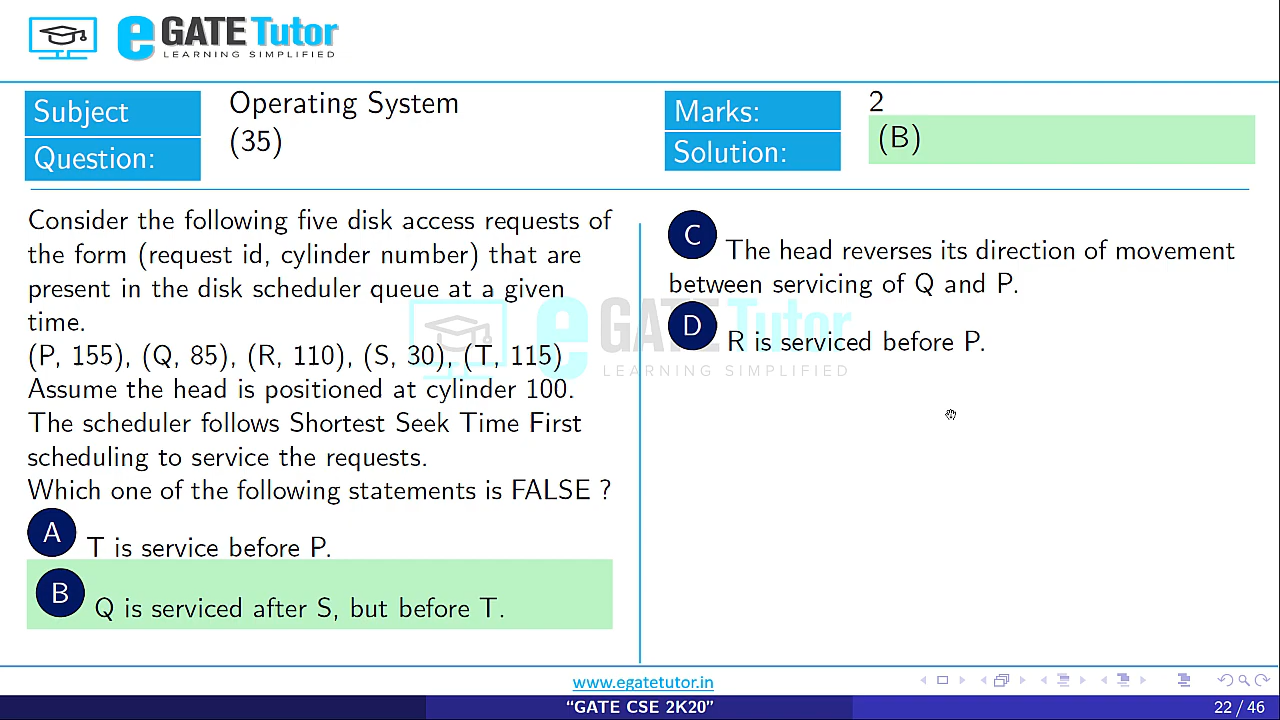 e GATE Tutor
LEARNING SIMPLIFIED
Subject
Operating System
Question:
(35)
Marks:
2
Solution:
(B)
Consider the following five disk access requests of
the form (request id, cylinder number) that are
present in the disk scheduler queue at a given
time.
(P, 155), (Q, 85), (R, 110), (S, 30), (T, 115)
Assume the head is positioned at cylinder 100.
The scheduler follows Shortest Seek Time First
scheduling to service the requests.
Which one of the following statements is FALSE ?
A T is service before P.
B Q is serviced after S, but before T.
C The head reverses its direction of movement
between servicing of Q and P.
D R is serviced before P.
e GATE Tutor
LEARNING SIMPLIFIED
www.egatetutor.in
“GATE CSE 2K20”
22 / 46